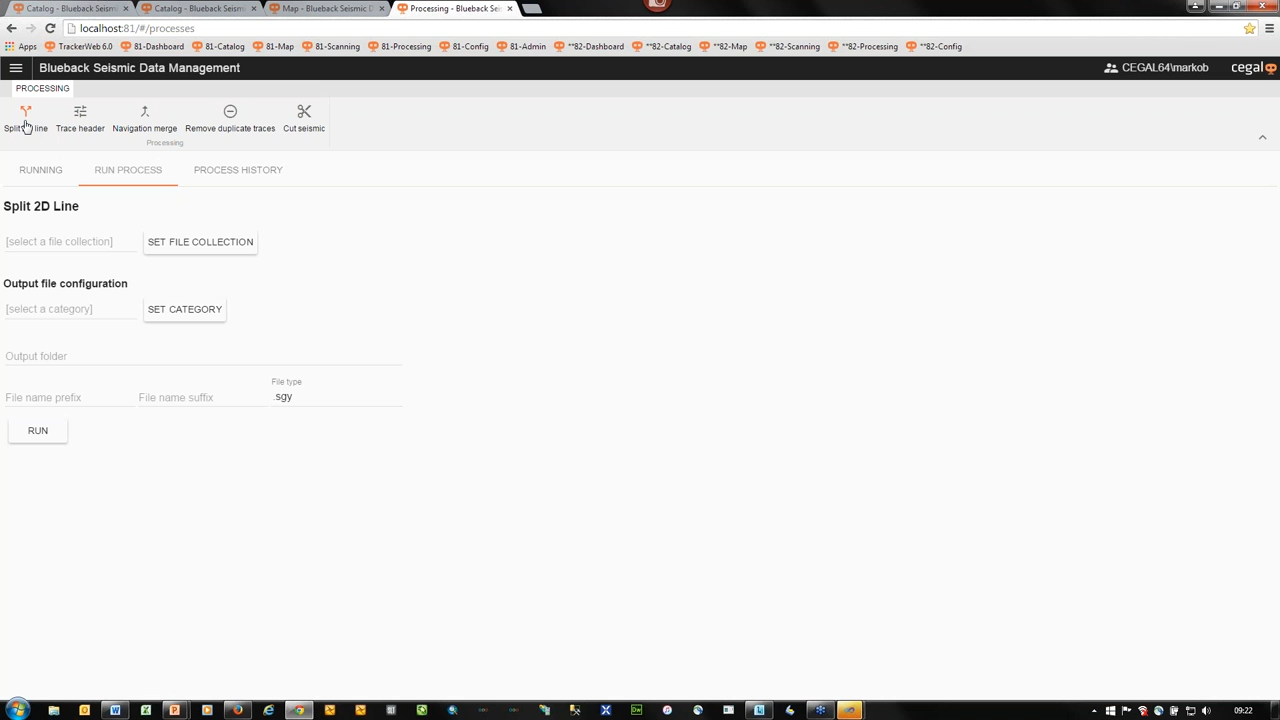 Catalog - Blueback Seismi
Catalog - Blueback Seismi
Map - Blueback Seismic D
Processing - Blueback Sei
localhost:81/#/processes
Apps
TrackerWeb 6.0
81-Dashboard
81-Catalog
81-Map
81-Scanning
81-Processing
81-Config
81-Admin
**82-Dashboard
**82-Catalog
**82-Map
**82-Scanning
**82-Processing
**82-Config
Blueback Seismic Data Management
CEGAL64\markob
cegal
PROCESSING
Split line
Trace header
Navigation merge
Remove duplicate traces
Cut seismic
Processing
RUNNING
RUN PROCESS
PROCESS HISTORY
Split 2D Line
[select a file collection]
SET FILE COLLECTION
Output file configuration
[select a category]
SET CATEGORY
Output folder
File type
File name prefix
File name suffix
.sgy
RUN
09:22